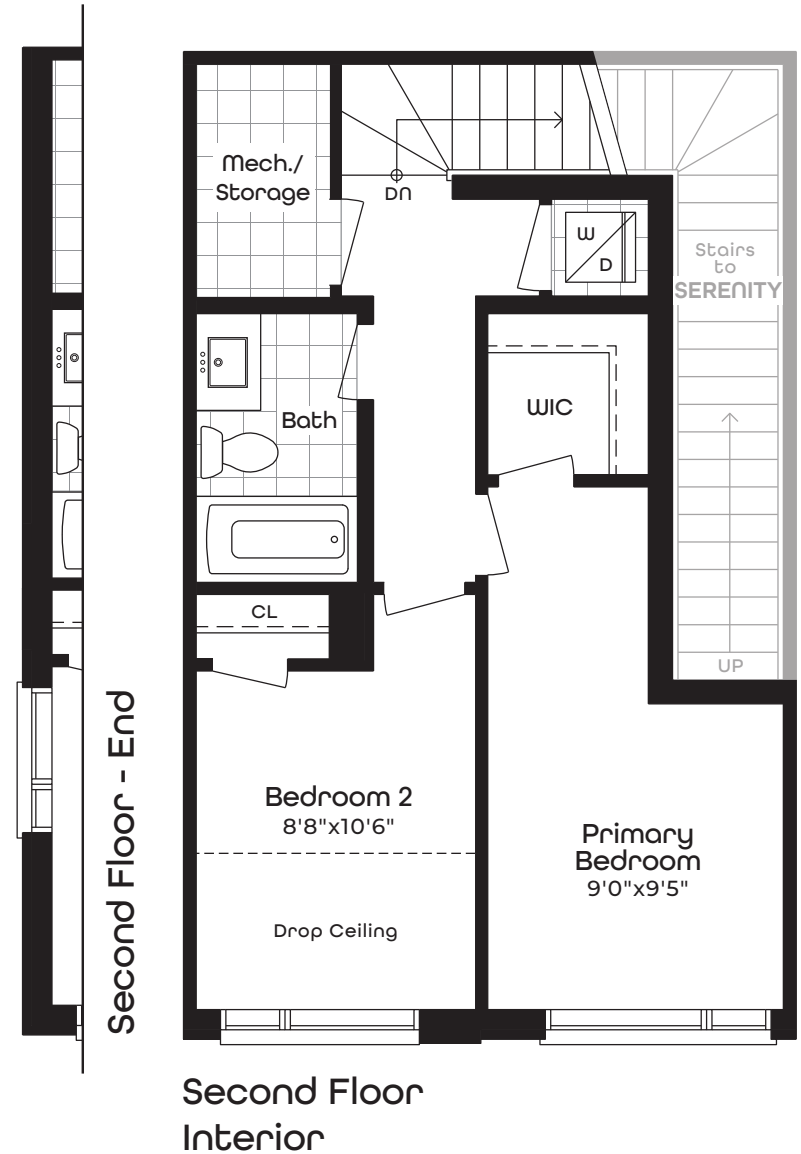 Mech./
Storage
DN
W
D
Stairs
to
SERENITY
Bath
WIC
CL
UP
Bedroom 2
8'8"x10'6"
Primary
Bedroom
9'0"x9'5"
Drop Ceiling
Second Floor - End
Second Floor
Interior